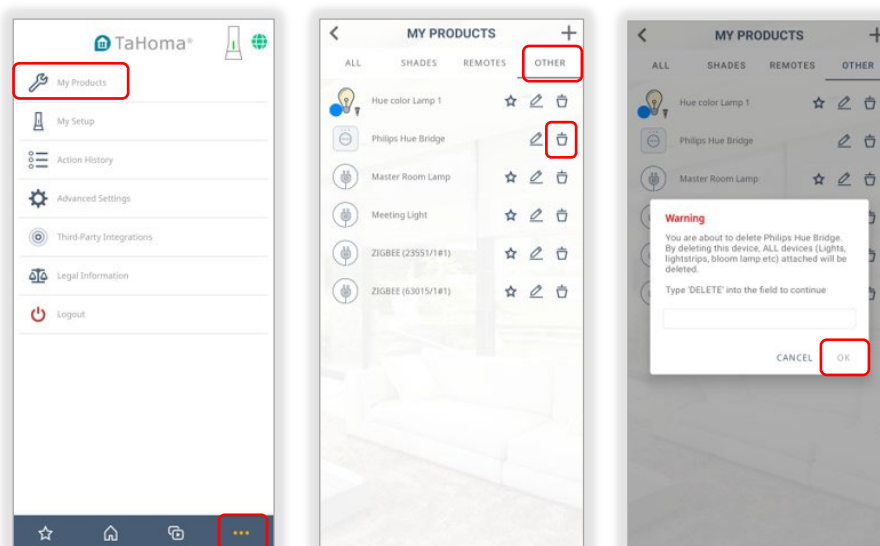 TaHoma®
My Products
My Setup
Action History
Advanced Settings
Third-Party Integrations
Legal Information
Logout
MY PRODUCTS
ALL SHADES REMOTES OTHER
Hue color Lamp 1
Philips Hue Bridge
Master Room Lamp
Meeting Light
ZIGBEE (23551/1#1)
ZIGBEE (63015/1#1)
MY PRODUCTS
ALL SHADES REMOTES OTHER
Hue color Lamp 1
Philips Hue Bridge
Master Room Lamp
Warning
You are about to delete Philips Hue Bridge.
By deleting this device, ALL devices (Lights,
lightstrips, bloom lamp etc) attached will be
deleted.
Type 'DELETE' into the field to continue
CANCEL OK